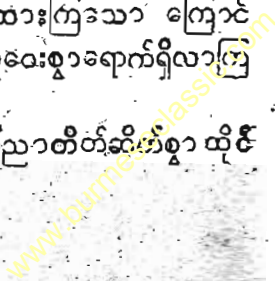 ထားကြသော ကြောင်
ဝေးစွာရောက်ရှိလာကြ
ညာတိတ်ဆိတ်စွာ ထိုင်
www.burmeseclassic.com